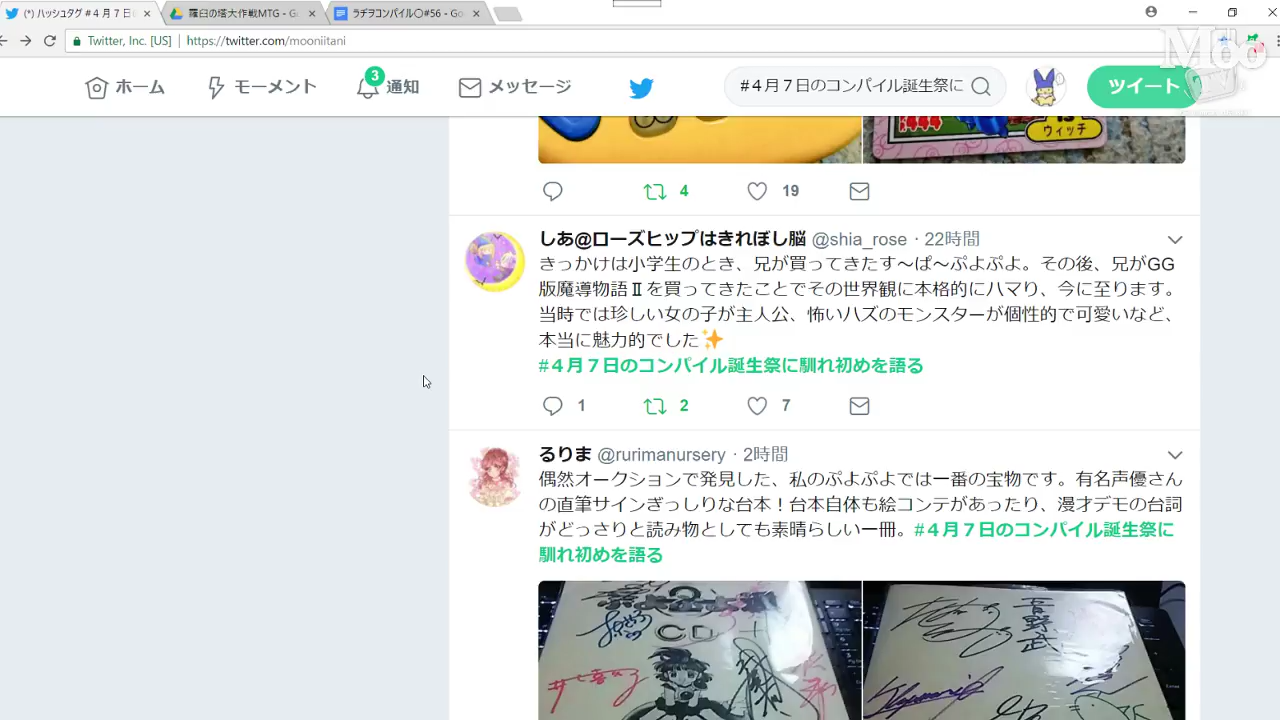 (*) ハッシュタグ＃４月７日
羅臼の塔大作戦MTG - G
ラヂヲコンパイル〇#56 - Go
Twitter, Inc. [US] https://twitter.com/mooniitani
Moo
ホーム モーメント 3 通知 メッセージ #４月７日のコンパイル誕生祭に ツイート
ウィッチ
4 19
しあ@ローズヒップはきれぼし脳 @shia_rose · 22時間
きっかけは小学生のとき、兄が買ってきたす～ぱ～ぷよぷよ。その後、兄がGG
版魔導物語Ⅱを買ってきたことでその世界観に本格的にハマり、今に至ります。
当時では珍しい女の子が主人公、怖いハズのモンスターが個性的で可愛いなど、
本当に魅力的でした✨
#４月７日のコンパイル誕生祭に馴れ初めを語る
1 2 7
るりま @rurimanursery · 2時間
偶然オークションで発見した、私のぷよぷよでは一番の宝物です。有名声優さん
の直筆サインぎっしりな台本！台本自体も絵コンテがあったり、漫才デモの台詞
がどっさりと読み物としても素晴らしい一冊。#４月７日のコンパイル誕生祭に
馴れ初めを語る
CD